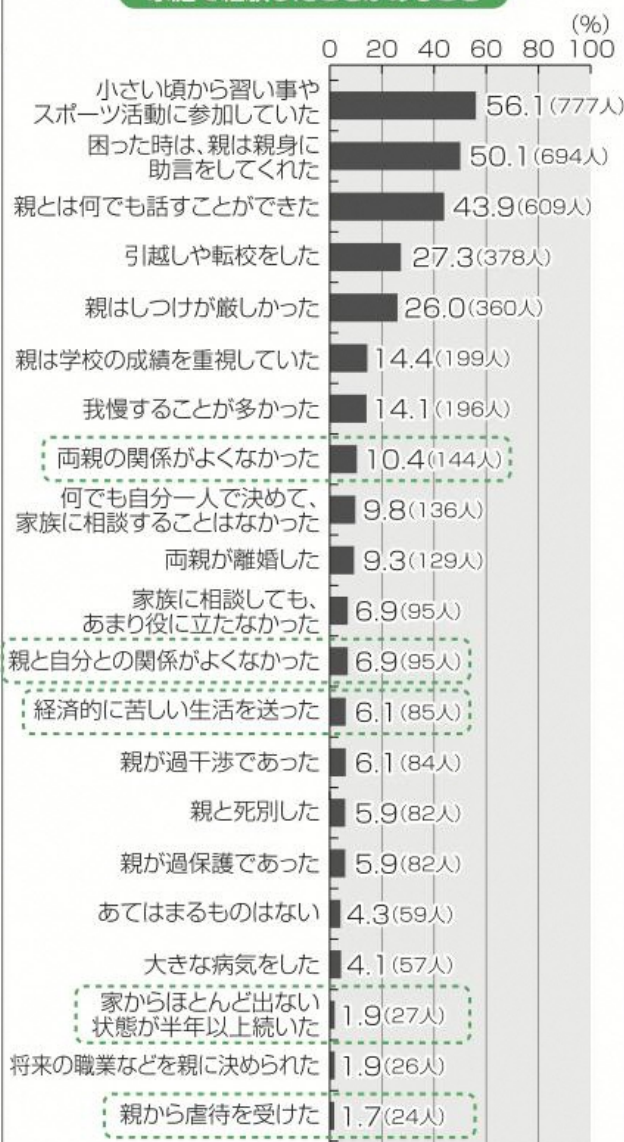 (%)
0 20 40 60 80 100
小さい頃から習い事や
スポーツ活動に参加していた
56.1(777人)
困った時は、親は親身に
助言をしてくれた
50.1(694人)
親とは何でも話すことができた 43.9(609人)
引越しや転校をした 27.3(378人)
親はしつけが厳しかった 26.0(360人)
親は学校の成績を重視していた 14.4(199人)
我慢することが多かった 14.1(196人)
両親の関係がよくなかった 10.4(144人)
何でも自分一人で決めて、
家族に相談することはなかった
9.8(136人)
両親が離婚した 9.3(129人)
家族に相談しても、
あまり役に立たなかった
6.9(95人)
親と自分との関係がよくなかった 6.9(95人)
経済的に苦しい生活を送った 6.1(85人)
親が過干渉であった 6.1(84人)
親と死別した 5.9(82人)
親が過保護であった 5.9(82人)
あてはまるものはない 4.3(59人)
大きな病気をした 4.1(57人)
家からほとんど出ない
状態が半年以上続いた
1.9(27人)
将来の職業などを親に決められた 1.9(26人)
親から虐待を受けた 1.7(24人)